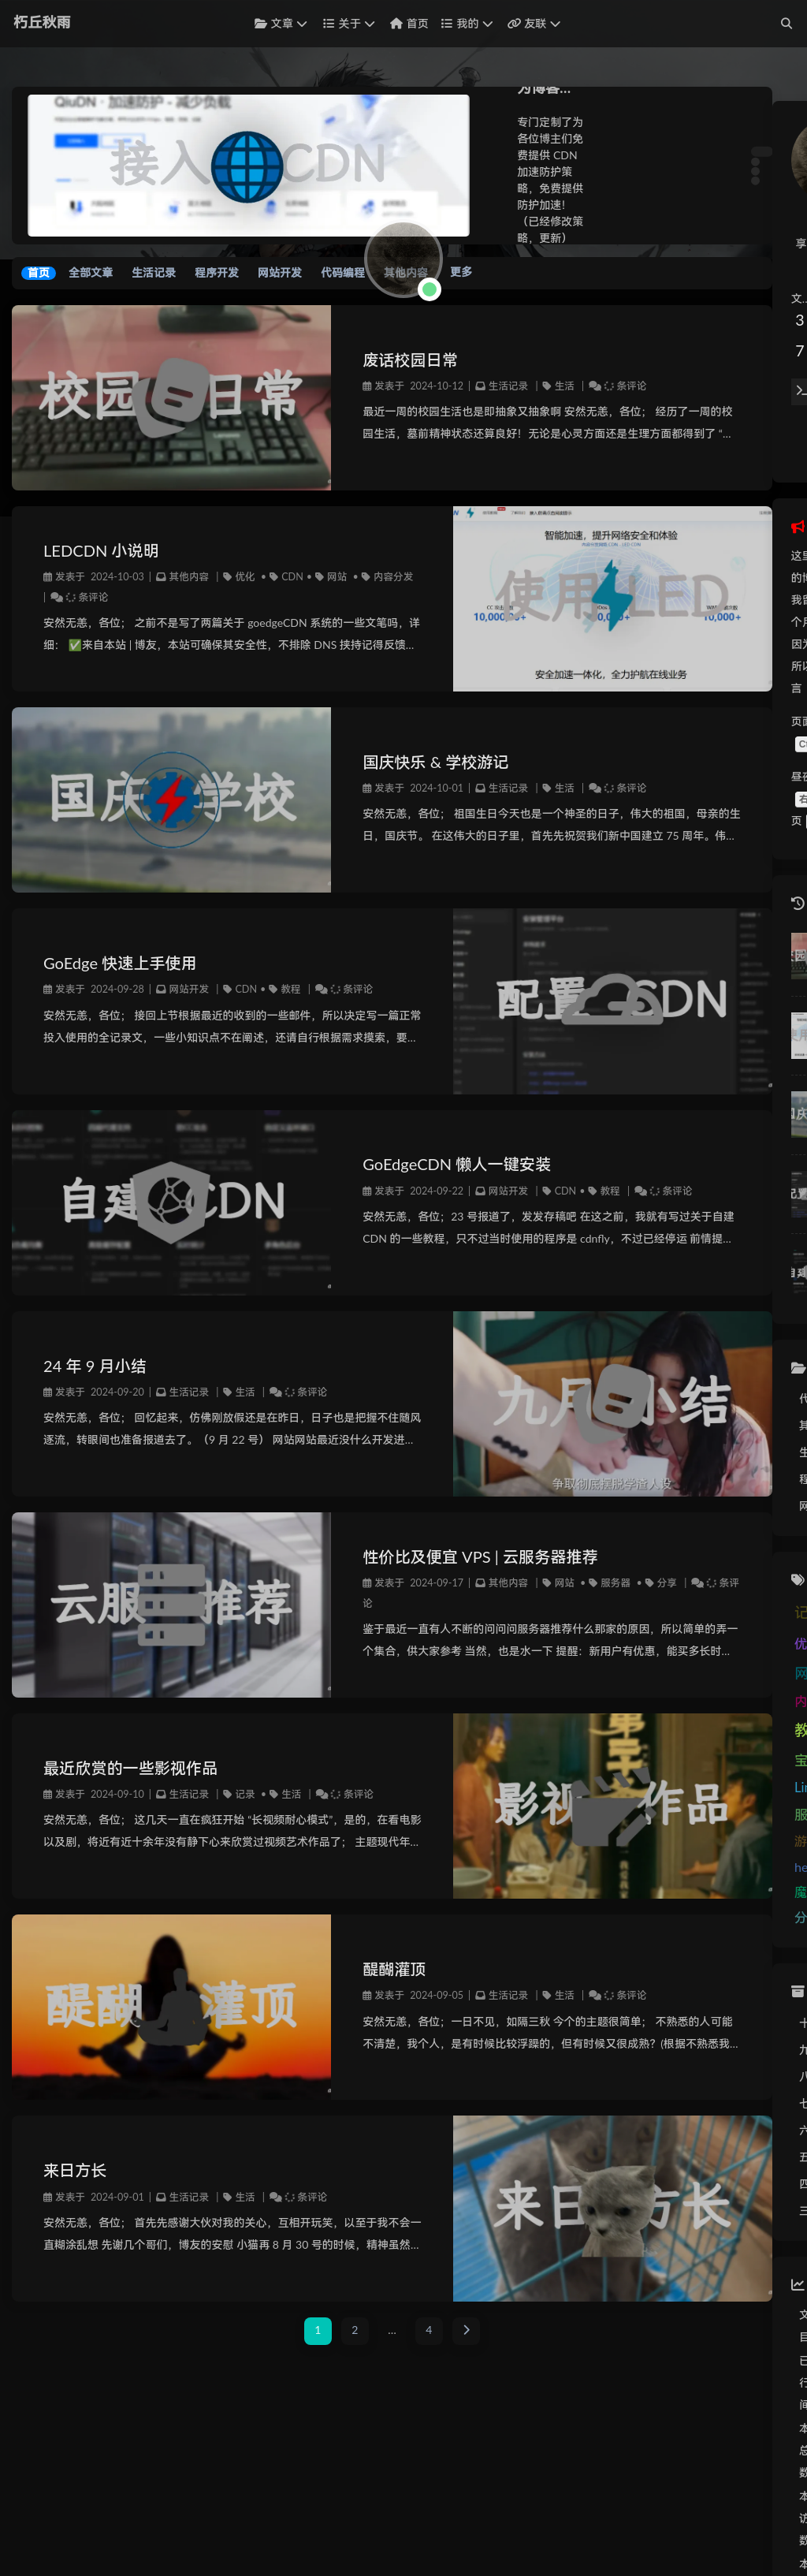 朽丘秋雨
文章
关于
首页
我的
友联
QiuDN · 加速防护 - 减少负载
为博客...
专门定制了为
各位博主们免
费提供 CDN
加速防护策
略，免费提供
防护加速！
（已经修改策
略，更新）
首页 全部文章 生活记录 程序开发 网站开发 代码编程 其他内容 更多
废话校园日常
发表于 2024-10-12 | 生活记录 | 生活 | 条评论
最近一周的校园生活也是即抽象又抽象啊 安然无恙，各位； 经历了一周的校
园生活，墓前精神状态还算良好！无论是心灵方面还是生理方面都得到了 “...
LEDCDN 小说明
发表于 2024-10-03 | 其他内容 | 优化 • CDN • 网站 • 内容分发
| 条评论
安然无恙，各位； 之前不是写了两篇关于 goedgeCDN 系统的一些文笔吗，详
细： ✅来自本站 | 博友，本站可确保其安全性，不排除 DNS 挟持记得反馈...
智能加速，提升网络安全和体验
使用 LED
10,000+
安全加速一体化，全力护航在线业务
国庆 学校
国庆快乐 & 学校游记
发表于 2024-10-01 | 生活记录 | 生活 | 条评论
安然无恙，各位； 祖国生日今天也是一个神圣的日子，伟大的祖国，母亲的生
日，国庆节。 在这伟大的日子里，首先先祝贺我们新中国建立 75 周年。伟...
GoEdge 快速上手使用
发表于 2024-09-28 | 网站开发 | CDN • 教程 | 条评论
安然无恙，各位； 接回上节根据最近的收到的一些邮件，所以决定写一篇正常
投入使用的全记录文，一些小知识点不在阐述，还请自行根据需求摸索，要...
GoEdgeCDN 懒人一键安装
发表于 2024-09-22 | 网站开发 | CDN • 教程 | 条评论
安然无恙，各位；23 号报道了，发发存稿吧 在这之前，我就有写过关于自建
CDN 的一些教程，只不过当时使用的程序是 cdnfly，不过已经停运 前情提...
24 年 9 月小结
发表于 2024-09-20 | 生活记录 | 生活 | 条评论
安然无恙，各位； 回忆起来，仿佛刚放假还是在昨日，日子也是把握不住随风
逐流，转眼间也准备报道去了。（9 月 22 号） 网站网站最近没什么开发进...
九月 小结
争取彻底摆脱学渣人设
云服务 推荐
性价比及便宜 VPS | 云服务器推荐
发表于 2024-09-17 | 其他内容 | 网站 • 服务器 • 分享 | 条评
论
鉴于最近一直有人不断的问问问服务器推荐什么那家的原因，所以简单的弄一
个集合，供大家参考 当然，也是水一下 提醒：新用户有优惠，能买多长时...
最近欣赏的一些影视作品
发表于 2024-09-10 | 生活记录 | 记录 • 生活 | 条评论
安然无恙，各位； 这几天一直在疯狂开始 “长视频耐心模式”，是的，在看电影
以及剧，将近有近十余年没有静下心来欣赏过视频艺术作品了； 主题现代年...
影视 作品
醍醐 灌顶
醍醐灌顶
发表于 2024-09-05 | 生活记录 | 生活 | 条评论
安然无恙，各位；一日不见，如隔三秋 今个的主题很简单； 不熟悉的人可能
不清楚，我个人，是有时候比较浮躁的，但有时候又很成熟？(根据不熟悉我...
来日方长
发表于 2024-09-01 | 生活记录 | 生活 | 条评论
安然无恙，各位； 首先先感谢大伙对我的关心，互相开玩笑，以至于我不会一
直糊涂乱想 先谢几个哥们，博友的安慰 小猫再 8 月 30 号的时候，精神虽然...
来日方长
1 2 … 4